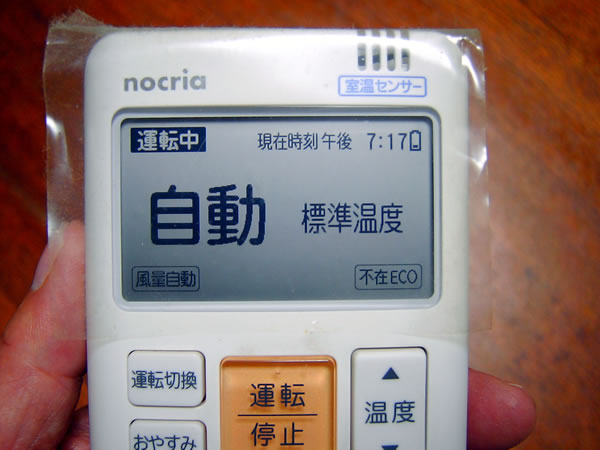 nocria
室温センサー
運転中 現在時刻 午後 7:17
自動 標準温度
風量自動 不在ECO
運転切換
運転
停止
▲
温度
▼
おやすみ